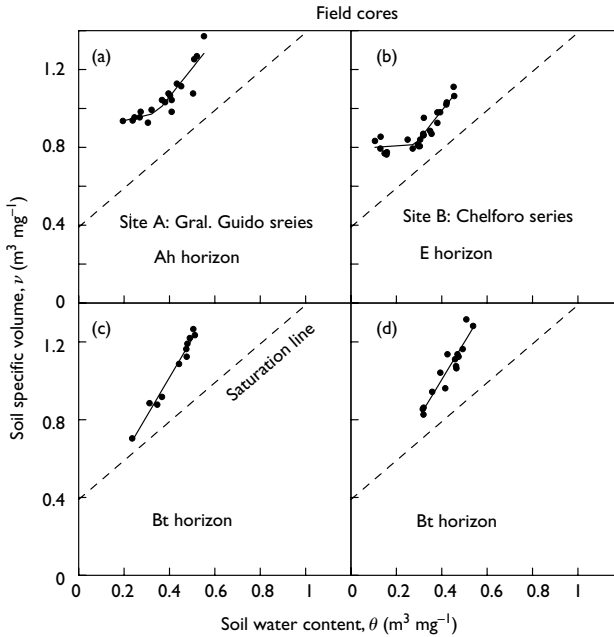 Field cores
Soil specific volume, ν (m³ mg⁻¹)
1.2
0.8
0.4
0
(a)
Site A: Gral. Guido sreies
Ah horizon
(b)
Site B: Chelforo series
E horizon
1.2
0.8
0.4
0
(c)
Saturation line
Bt horizon
(d)
Bt horizon
0 0.2 0.4 0.6 0.8 1 0 0.2 0.4 0.6 0.8 1
Soil water content, θ (m³ mg⁻¹)